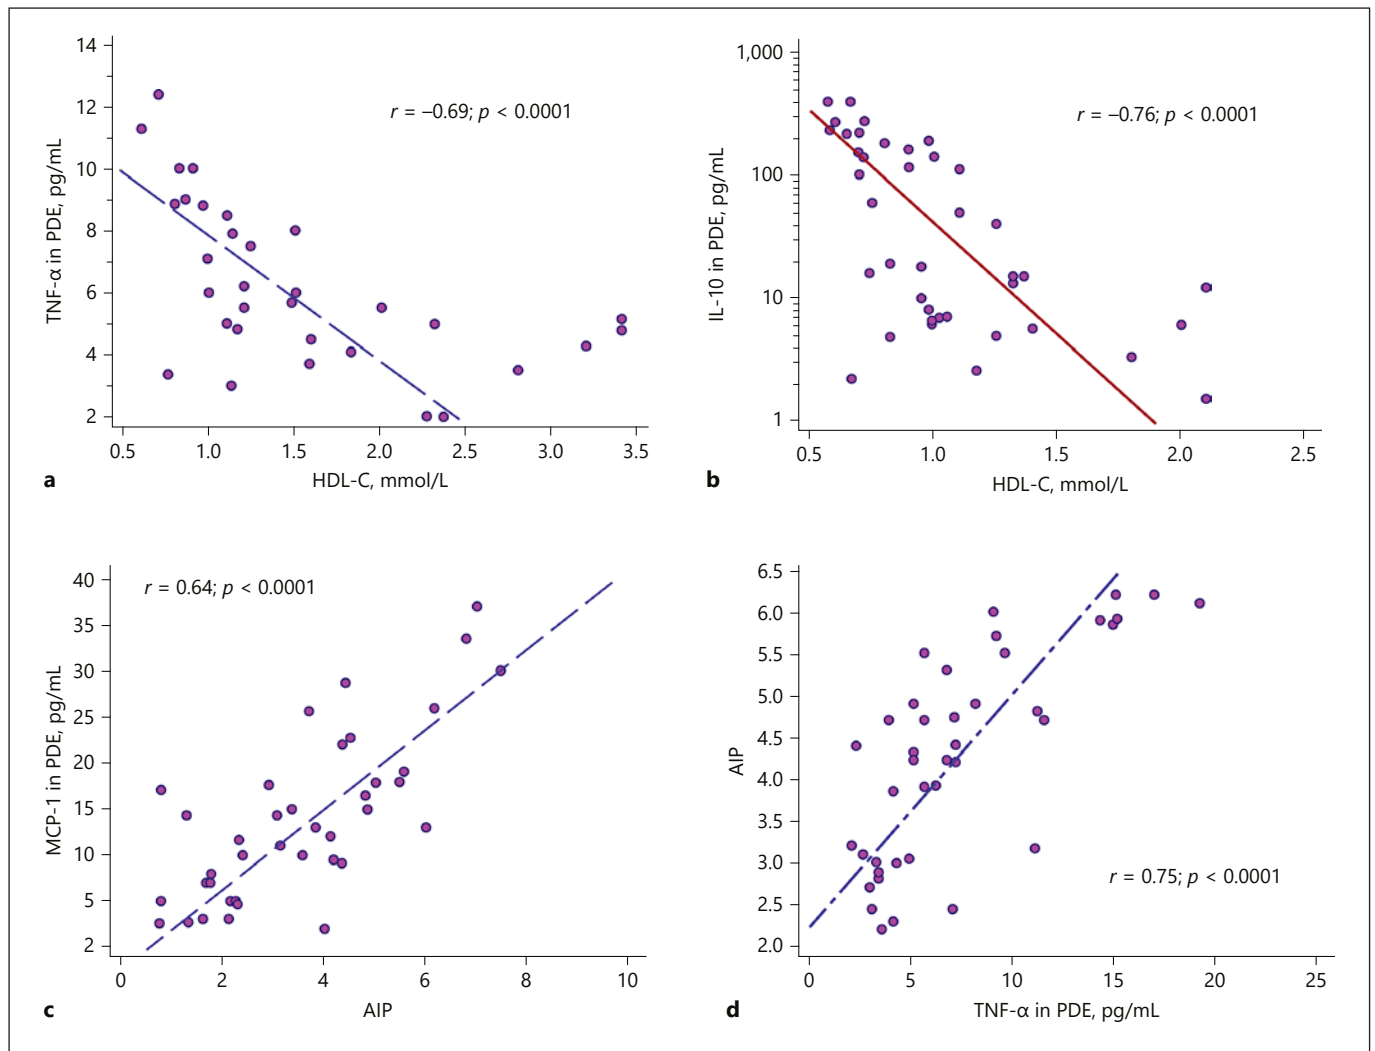 14
12
10
8
6
4
2
TNF-α in PDE, pg/mL
r = –0.69; p < 0.0001
0.5 1.0 1.5 2.0 2.5 3.0 3.5
HDL-C, mmol/L
a
1,000
100
10
1
IL-10 in PDE, pg/mL
r = –0.76; p < 0.0001
0.5 1.0 1.5 2.0 2.5
HDL-C, mmol/L
b
40
35
30
25
20
15
10
5
2
MCP-1 in PDE, pg/mL
r = 0.64; p < 0.0001
0 2 4 6 8 10
AIP
c
6.5
6.0
5.5
5.0
4.5
4.0
3.5
3.0
2.5
2.0
AIP
r = 0.75; p < 0.0001
0 5 10 15 20 25
TNF-α in PDE, pg/mL
d